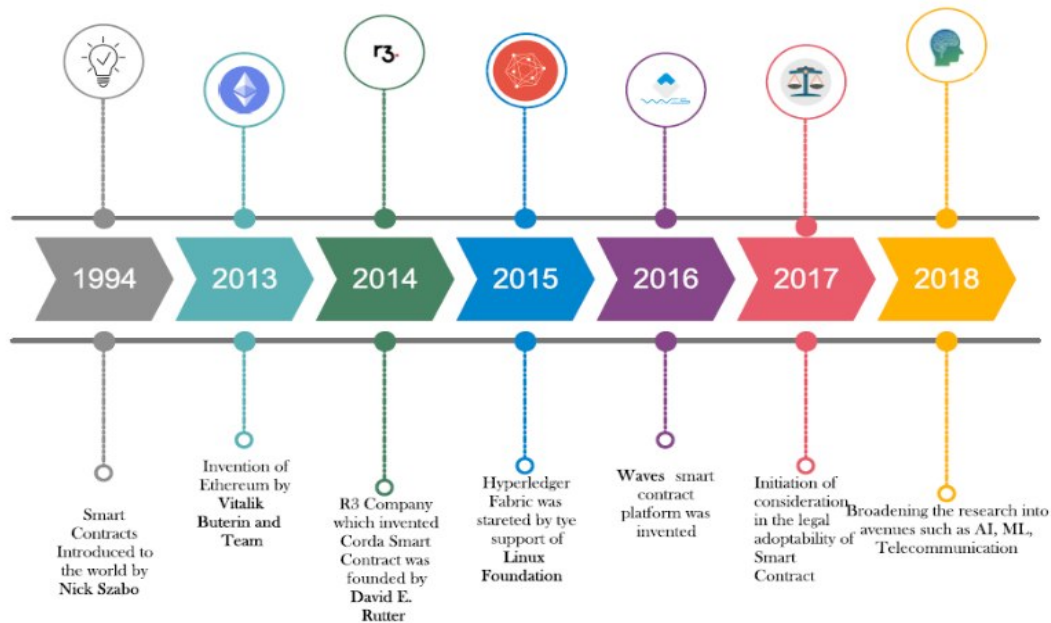 r3.
WAVES
1994
2013
2014
2015
2016
2017
2018
Smart
Contracts
Introduced to
the world by
Nick Szabo
Invention of
Ethereum by
Vitalik
Buterin and
Team
R3 Company
which invented
Corda Smart
Contract was
founded by
David E.
Rutter
Hyperledger
Fabric was
stareted by tye
support of
Linux
Foundation
Waves smart
contract
platform was
invented
Initiation of
consideration
in the legal
adoptability of
Smart
Contract
Broadening the research into
avenues such as AI, ML,
Telecommunication